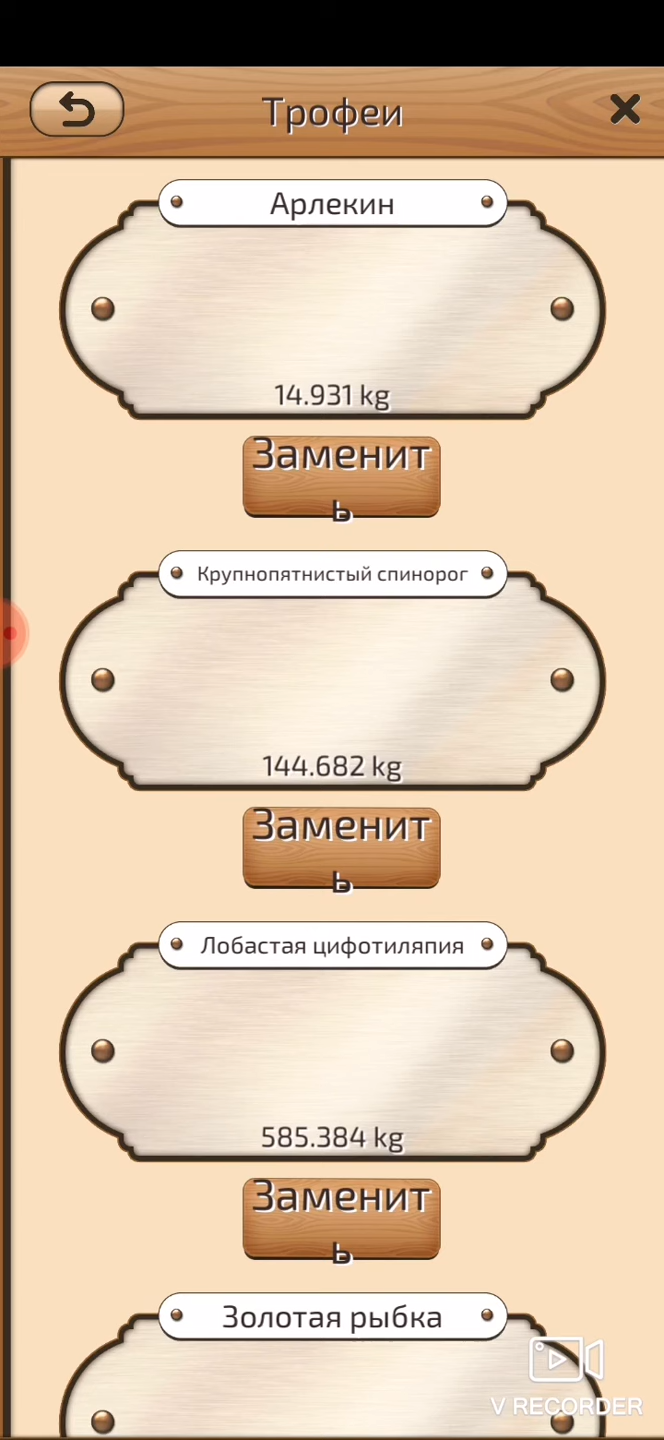 Трофеи
Арлекин
14.931 kg
Заменит
ь
Крупнопятнистый спинорог
144.682 kg
Заменит
ь
Лобастая цифотиляпия
585.384 kg
Заменит
ь
Золотая рыбка
V RECORDER